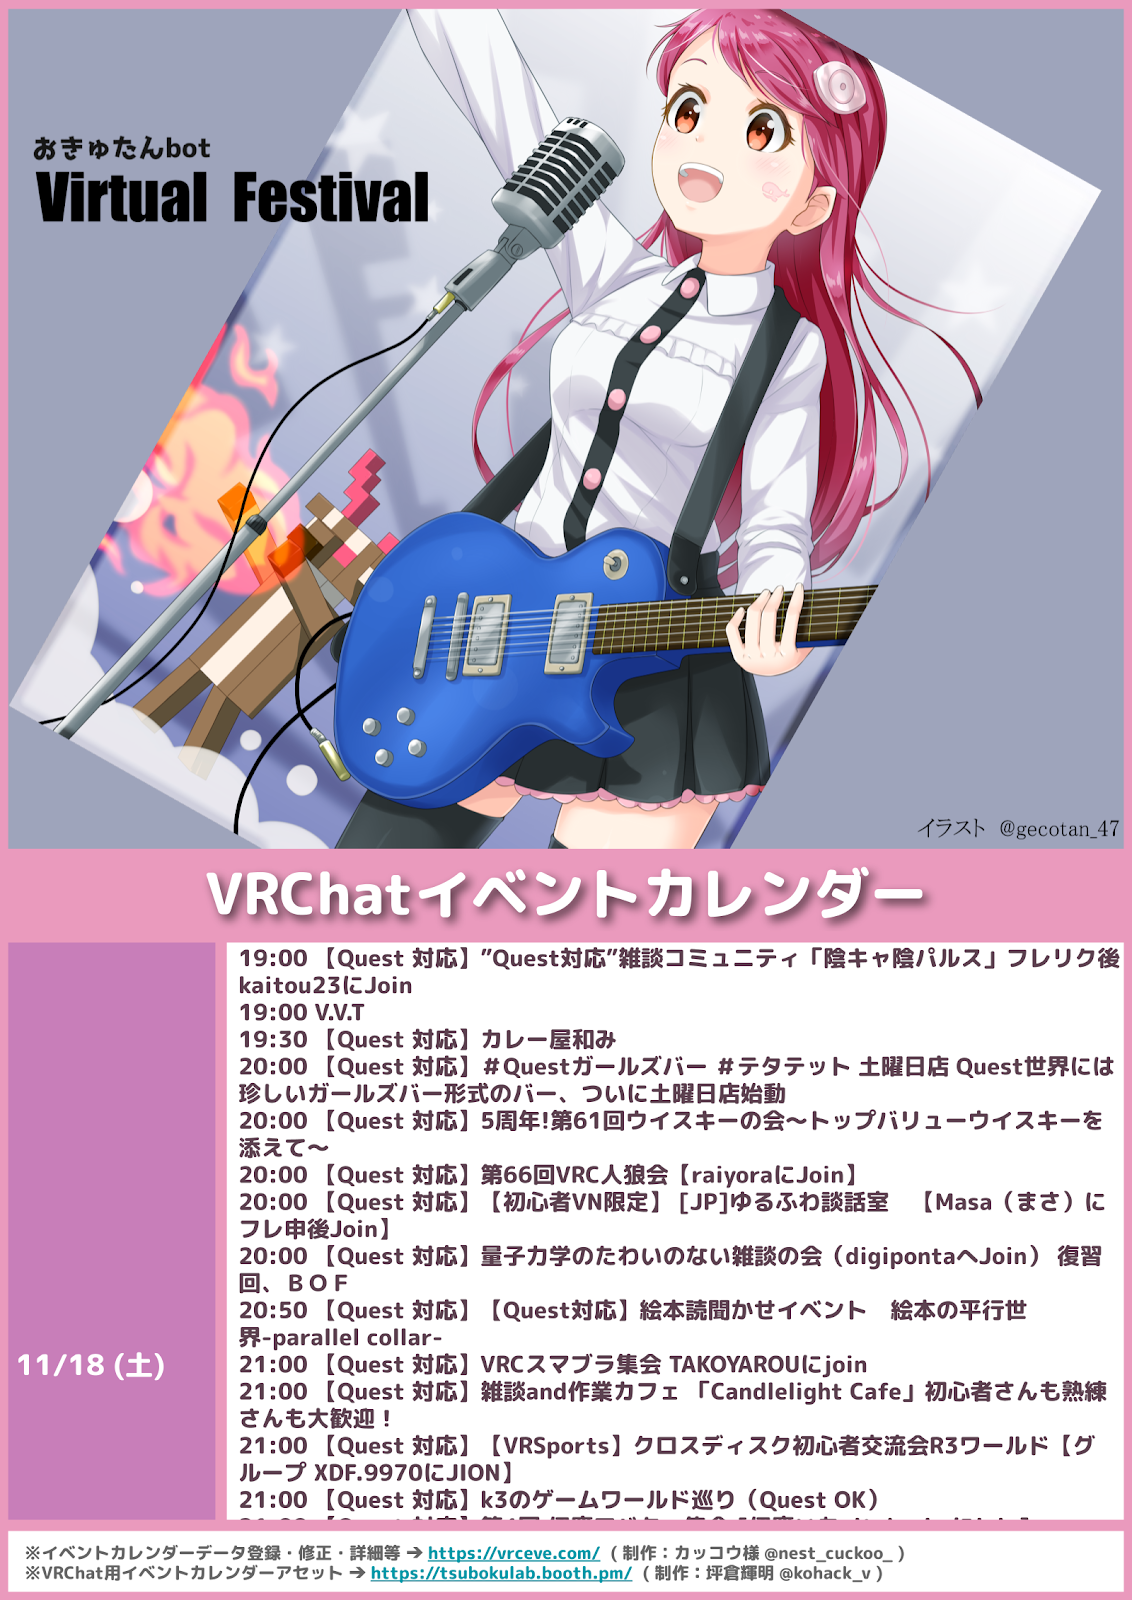 おきゅたんbot
Virtual Festival
イラスト @gecotan_47
VRChatイベントカレンダー
11/18 (土)
19:00 【Quest 対応】”Quest対応”雑談コミュニティ「陰キャ陰パルス」フレリク後
kaitou23にJoin
19:00 V.V.T
19:30 【Quest 対応】カレー屋和み
20:00 【Quest 対応】＃Questガールズバー ＃テタテット 土曜日店 Quest世界には
珍しいガールズバー形式のバー、ついに土曜日店始動
20:00 【Quest 対応】5周年!第61回ウイスキーの会〜トップバリューウイスキーを
添えて〜
20:00 【Quest 対応】第66回VRC人狼会【raiyoraにJoin】
20:00 【Quest 対応】【初心者VN限定】 [JP]ゆるふわ談話室　【Masa（まさ）に
フレ申後Join】
20:00 【Quest 対応】量子力学のたわいのない雑談の会（digipontaへJoin） 復習
回、ＢＯＦ
20:50 【Quest 対応】【Quest対応】絵本読聞かせイベント　絵本の平行世
界-parallel collar-
21:00 【Quest 対応】VRCスマブラ集会 TAKOYAROUにjoin
21:00 【Quest 対応】雑談and作業カフェ 「Candlelight Cafe」初心者さんも熟練
さんも大歓迎！
21:00 【Quest 対応】【VRSports】クロスディスク初心者交流会R3ワールド【グ
ループ XDF.9970にJION】
21:00 【Quest 対応】k3のゲームワールド巡り（Quest OK）
※イベントカレンダーデータ登録・修正・詳細等 ➔ https://vrceve.com/ （ 制作：カッコウ様 @nest_cuckoo_ ）
※VRChat用イベントカレンダーアセット ➔ https://tsubokulab.booth.pm/ （ 制作：坪倉輝明 @kohack_v ）